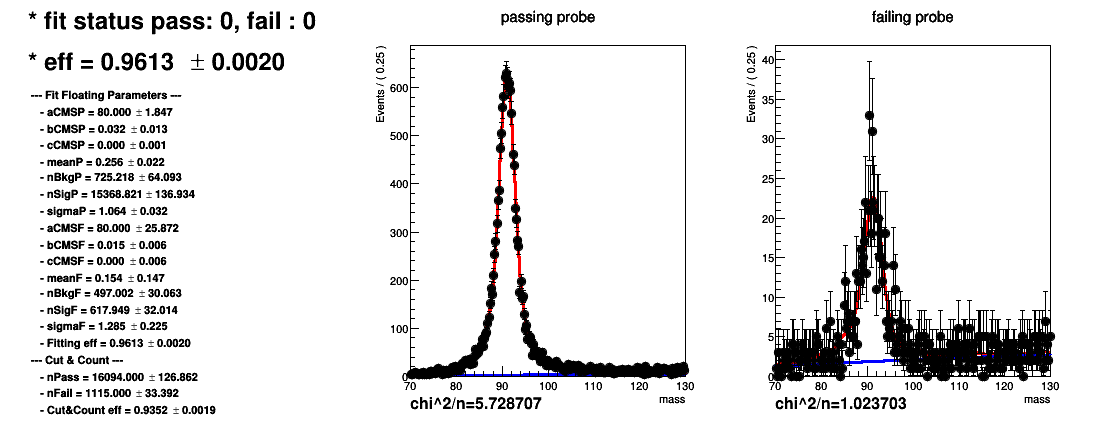 * fit status pass: 0, fail : 0
* eff = 0.9613 ± 0.0020
--- Fit Floating Parameters ---
- aCMSP = 80.000 ± 1.847
- bCMSP = 0.032 ± 0.013
- cCMSP = 0.000 ± 0.001
- meanP = 0.256 ± 0.022
- nBkgP = 725.218 ± 64.093
- nSigP = 15368.821 ± 136.934
- sigmaP = 1.064 ± 0.032
- aCMSF = 80.000 ± 25.872
- bCMSF = 0.015 ± 0.006
- cCMSF = 0.000 ± 0.006
- meanF = 0.154 ± 0.147
- nBkgF = 497.002 ± 30.063
- nSigF = 617.949 ± 32.014
- sigmaF = 1.285 ± 0.225
- Fitting eff = 0.9613 ± 0.0020
--- Cut & Count ---
- nPass = 16094.000 ± 126.862
- nFail = 1115.000 ± 33.392
- Cut&Count eff = 0.9352 ± 0.0019
passing probe
Events / ( 0.25 )
600
500
400
300
200
100
0
70 80 90 100 110 120 130
mass
chi^2/n=5.728707
failing probe
Events / ( 0.25 )
40
35
30
25
20
15
10
5
0
70 80 90 100 110 120 130
mass
chi^2/n=1.023703